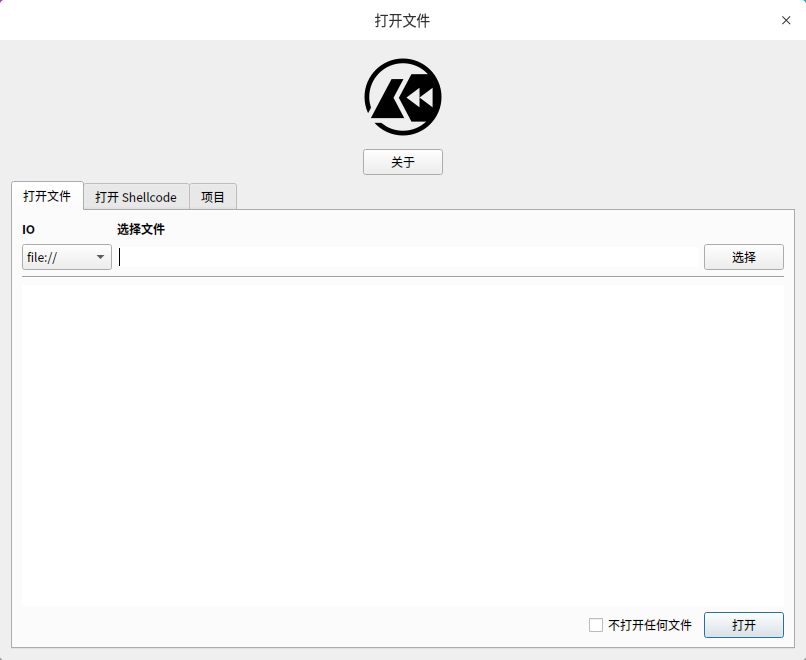 打开文件
关于
打开文件 打开 Shellcode 项目
IO 选择文件
file:// 选择
不打开任何文件 打开